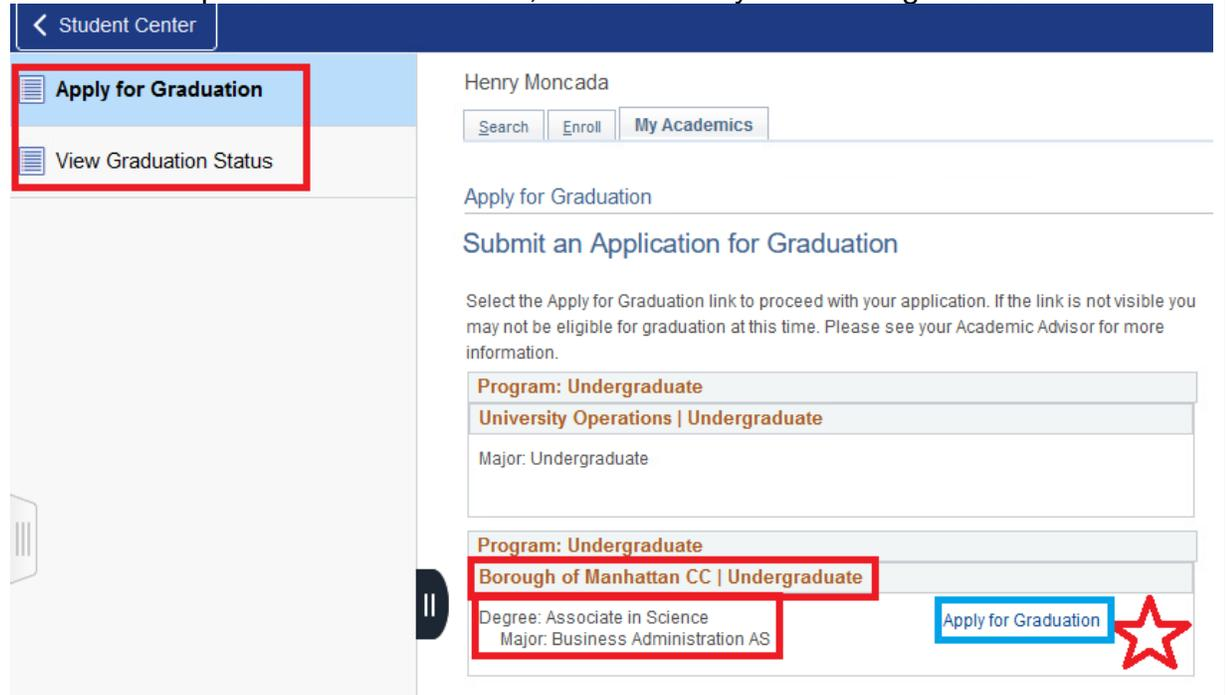 Student Center
Apply for Graduation
View Graduation Status
Henry Moncada
Search Enroll My Academics
Apply for Graduation
Submit an Application for Graduation
Select the Apply for Graduation link to proceed with your application. If the link is not visible you
may not be eligible for graduation at this time. Please see your Academic Advisor for more
information.
Program: Undergraduate
University Operations | Undergraduate
Major: Undergraduate
Program: Undergraduate
Borough of Manhattan CC | Undergraduate
Degree: Associate in Science
Major: Business Administration AS
Apply for Graduation